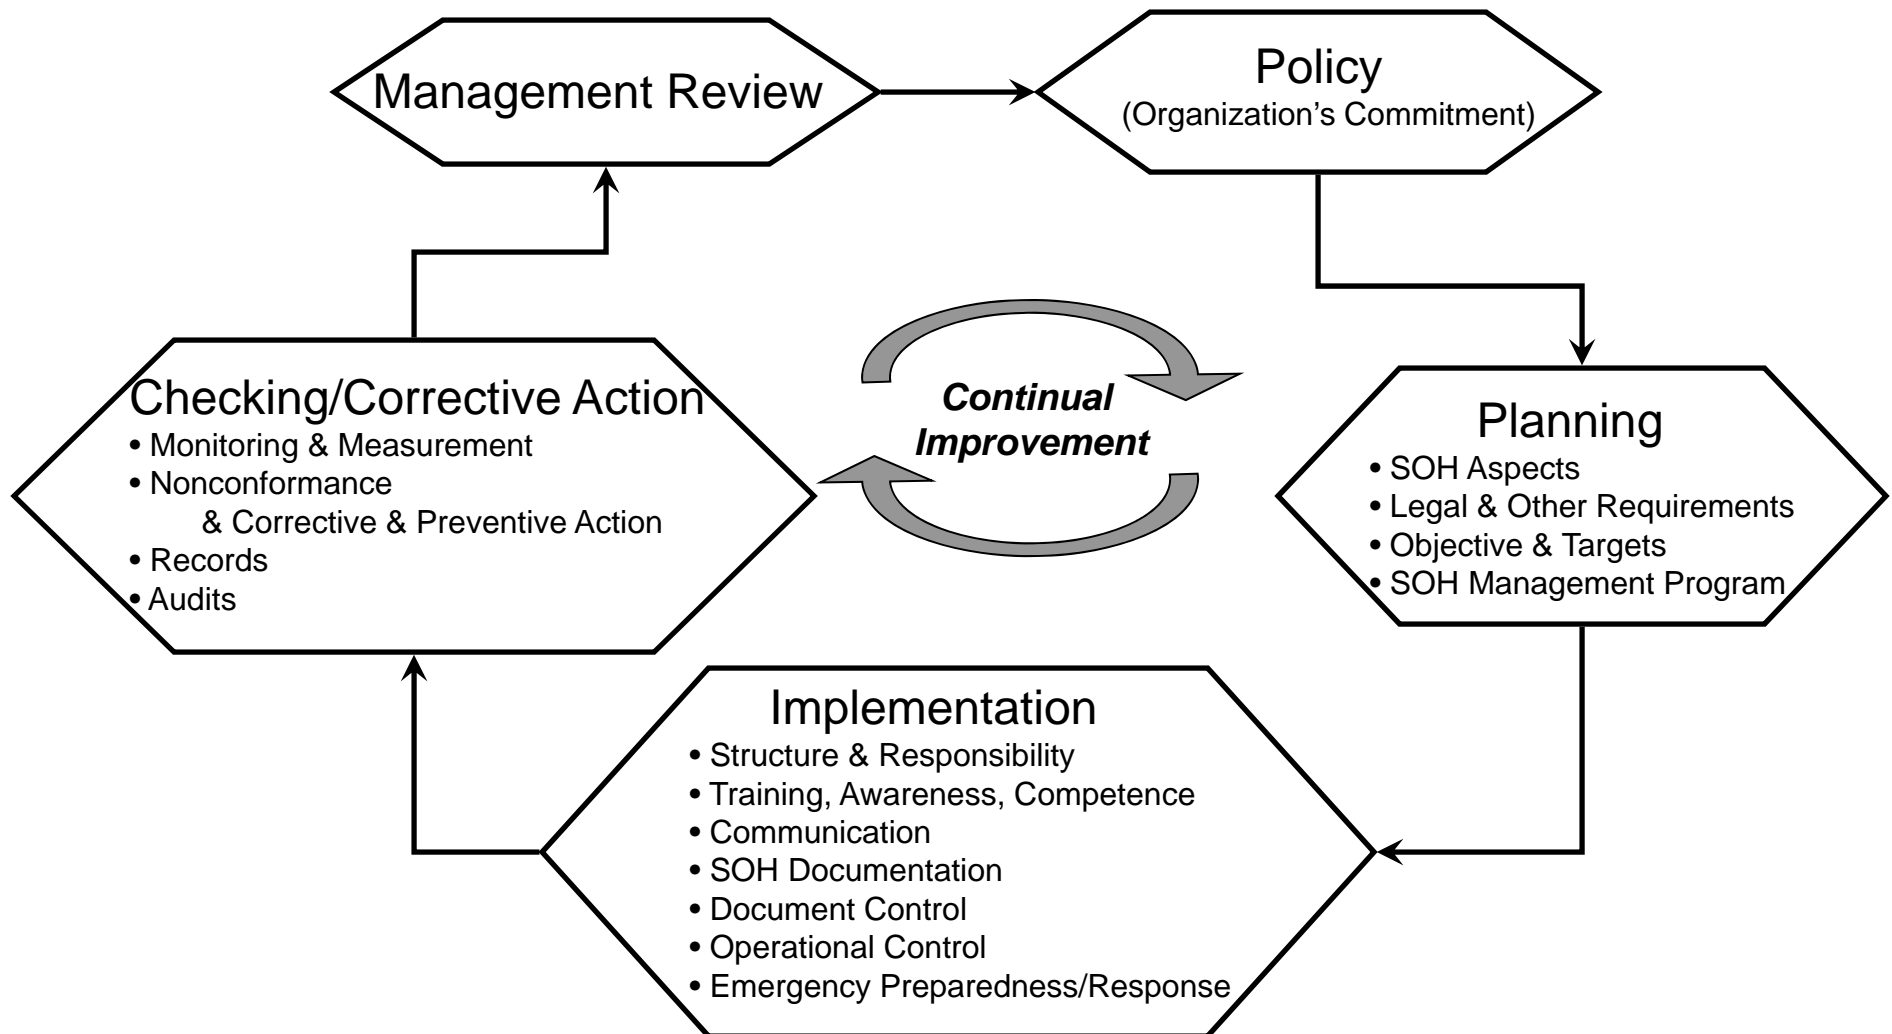 Management Review
Policy
(Organization’s Commitment)
Checking/Corrective Action
• Monitoring & Measurement
• Nonconformance
& Corrective & Preventive Action
• Records
• Audits
Continual
Improvement
Planning
• SOH Aspects
• Legal & Other Requirements
• Objective & Targets
• SOH Management Program
Implementation
• Structure & Responsibility
• Training, Awareness, Competence
• Communication
• SOH Documentation
• Document Control
• Operational Control
• Emergency Preparedness/Response